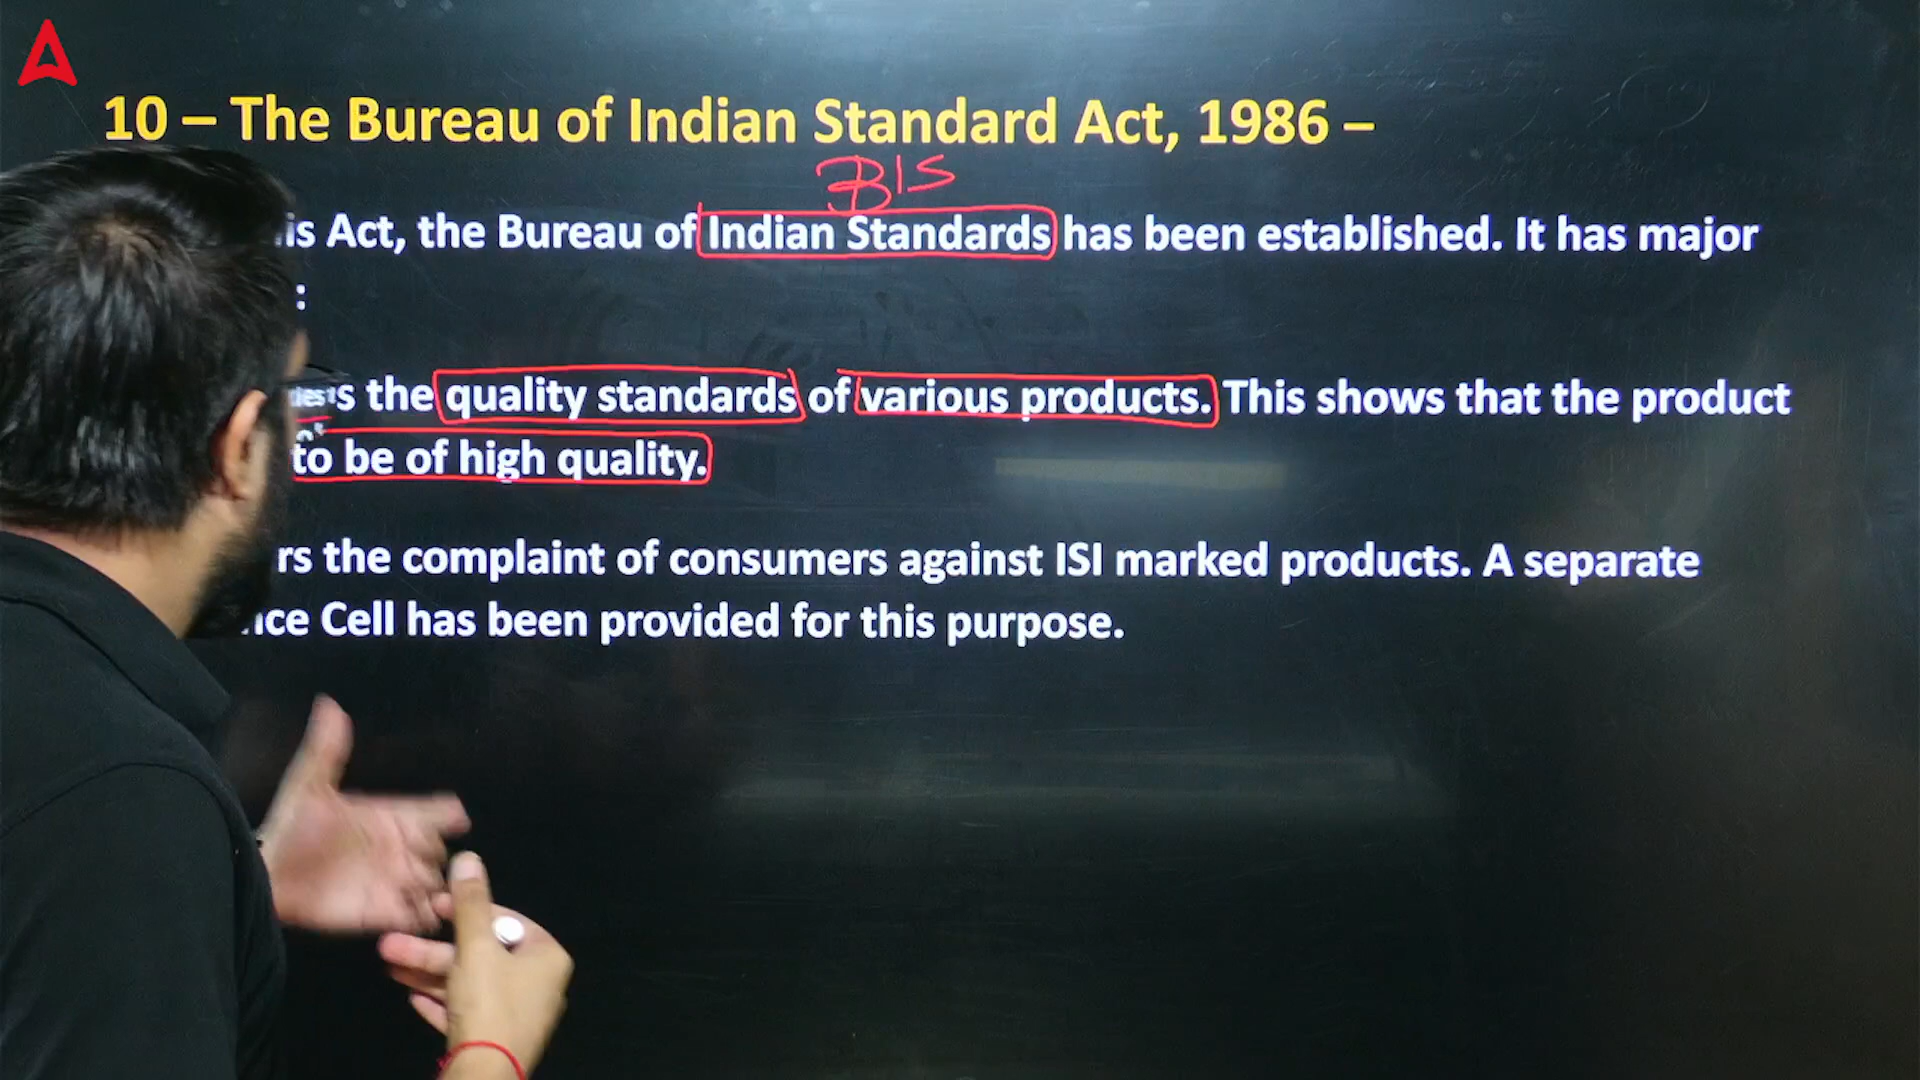 10 – The Bureau of Indian Standard Act, 1986 –
BIS
is Act, the Bureau of Indian Standards has been established. It has major
:
s the quality standards of various products. This shows that the product
to be of high quality.
rs the complaint of consumers against ISI marked products. A separate
nce Cell has been provided for this purpose.